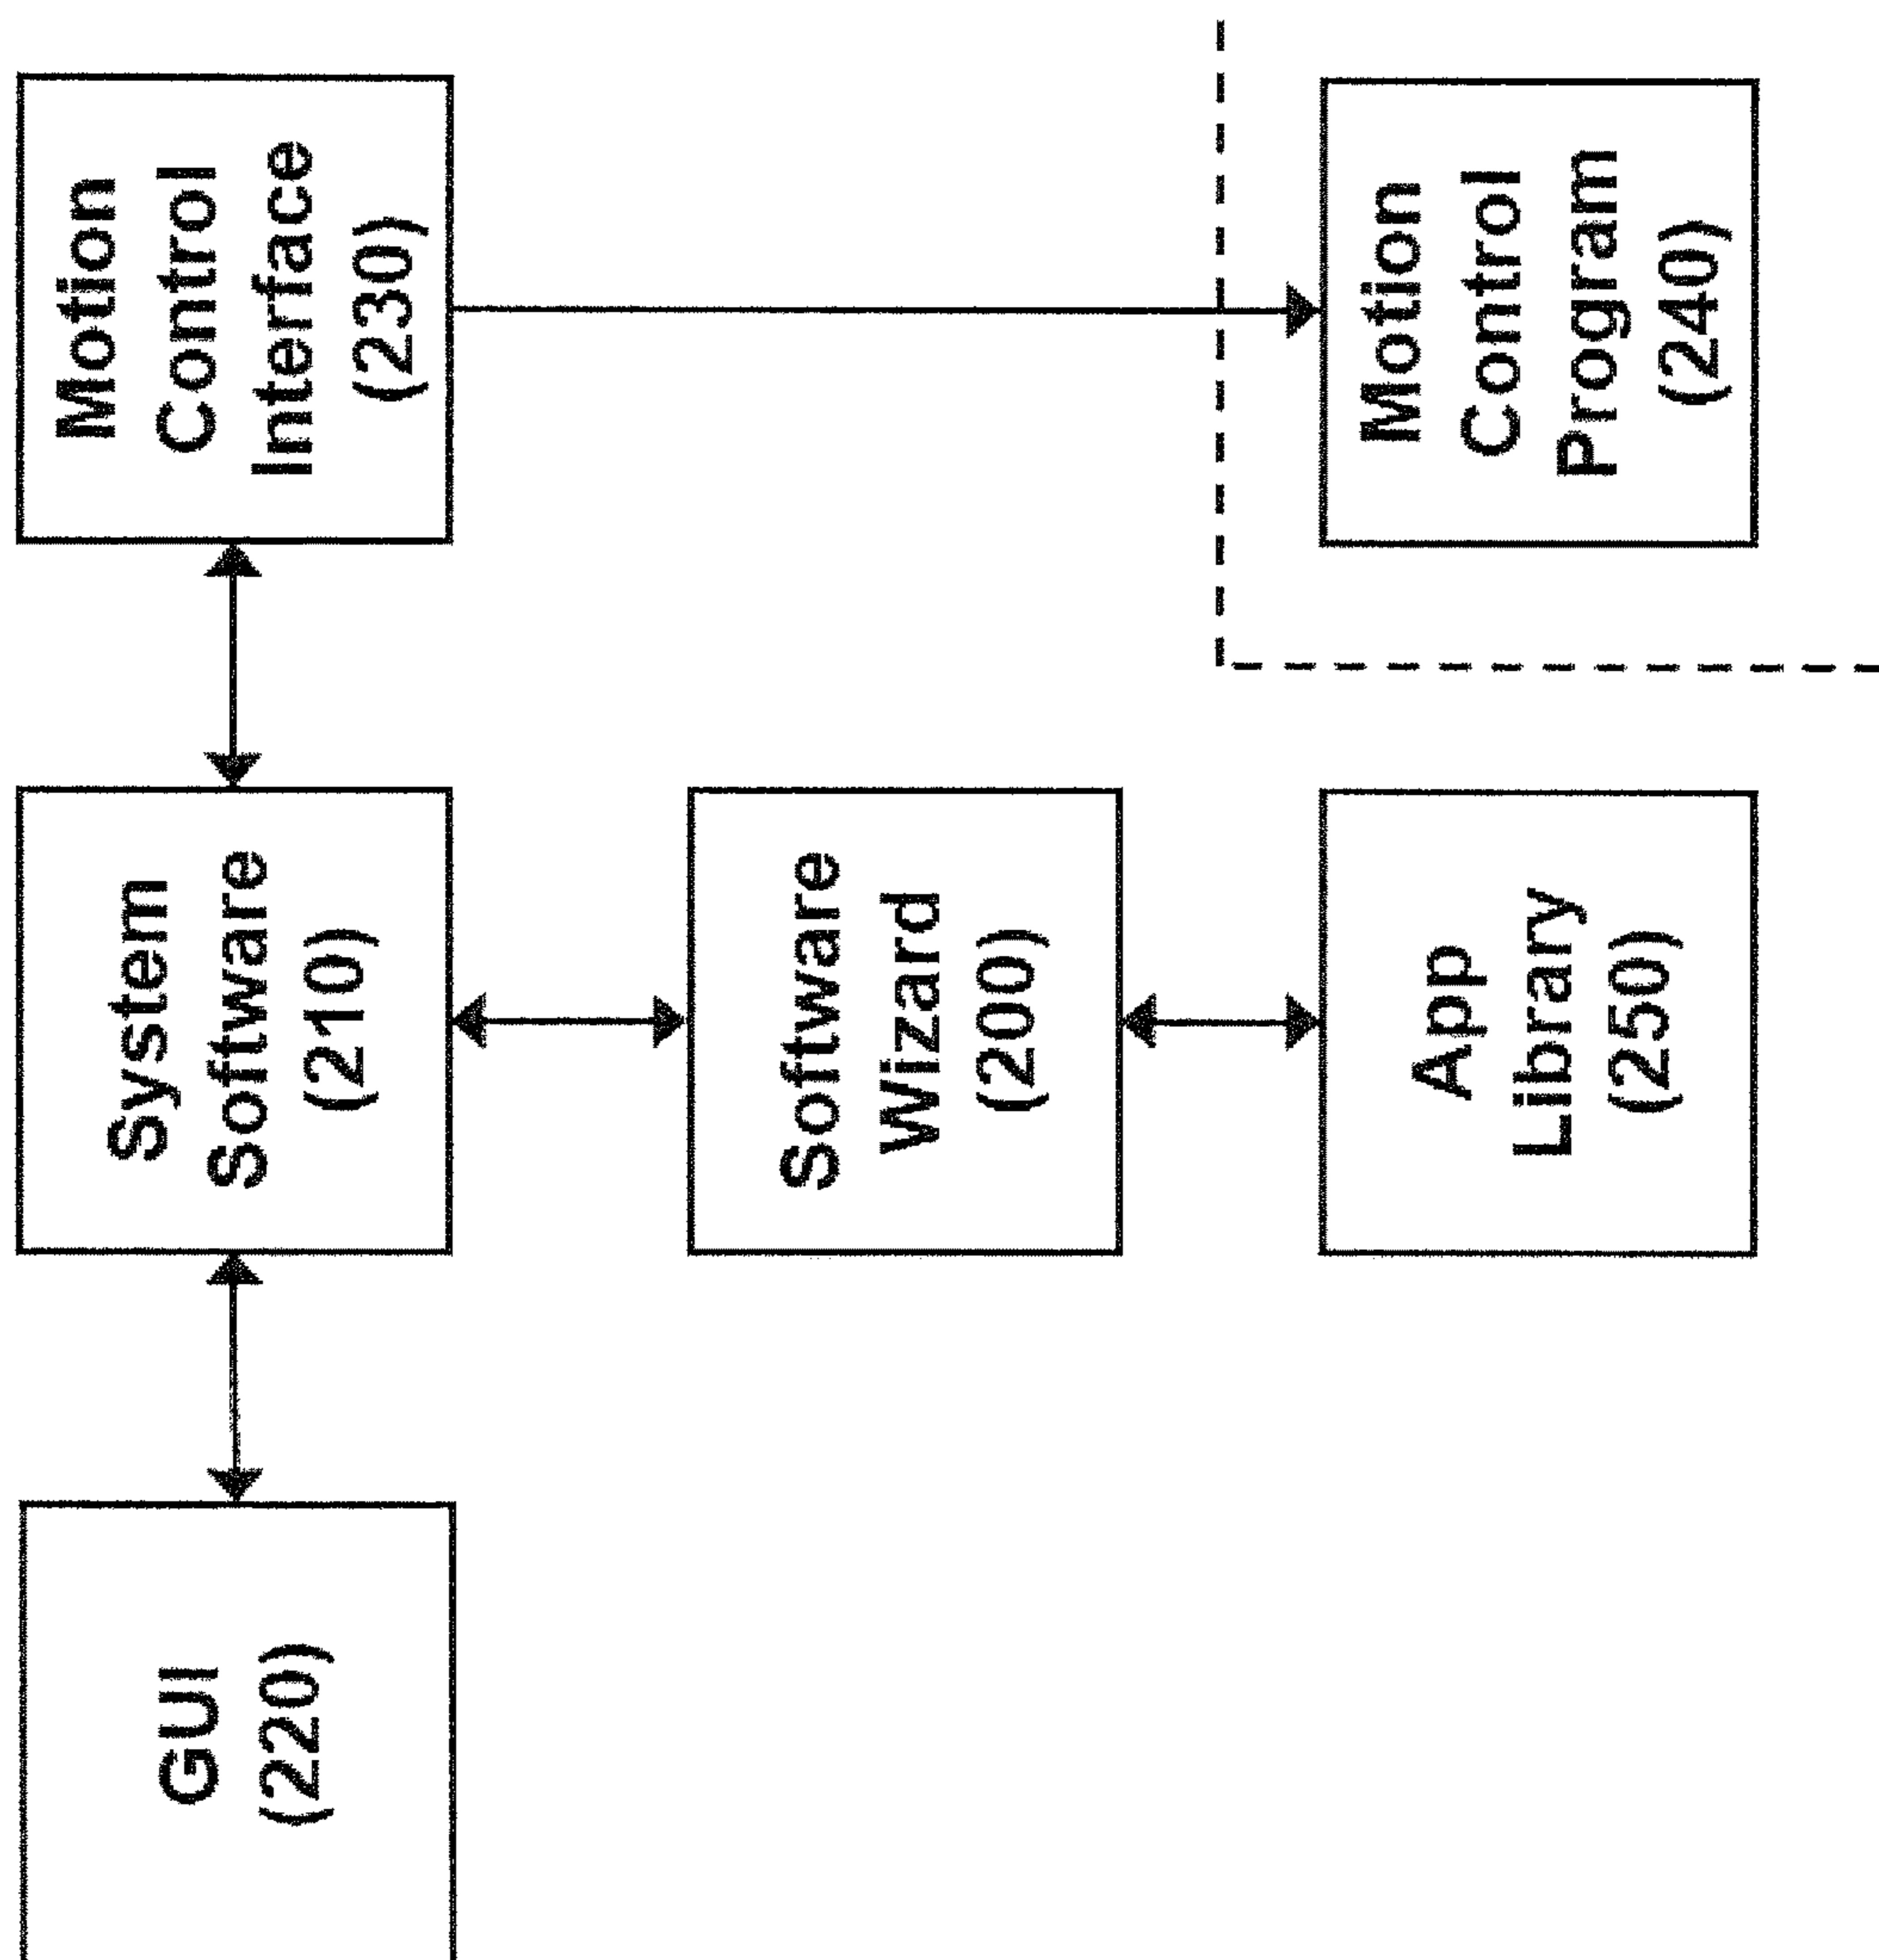 GUI
(220)
System
Software
(210)
Motion
Control
Interface
(230)
Software
Wizard
(200)
App
Library
(250)
Motion
Control
Program
(240)